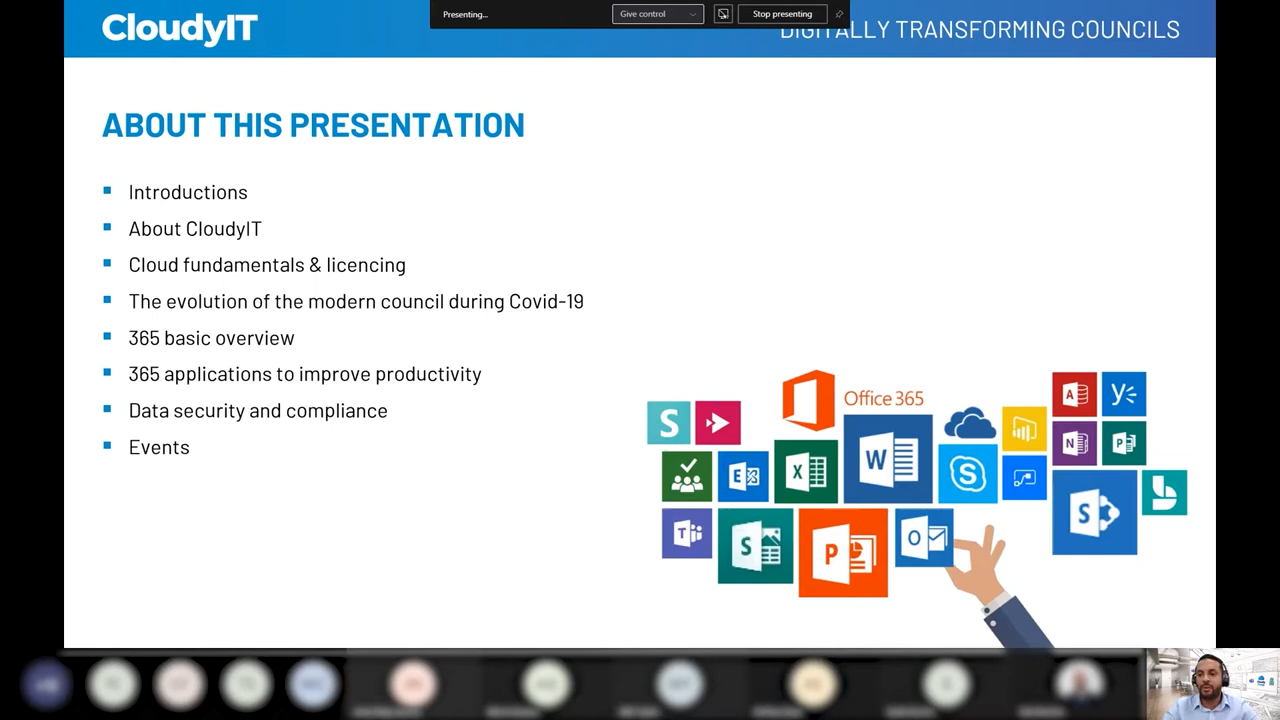 Presenting...
Give control
Stop presenting
CloudyIT
DIGITALLY TRANSFORMING COUNCILS
ABOUT THIS PRESENTATION
Introductions
About CloudyIT
Cloud fundamentals & licencing
The evolution of the modern council during Covid-19
365 basic overview
365 applications to improve productivity
Data security and compliance
Events
Office 365